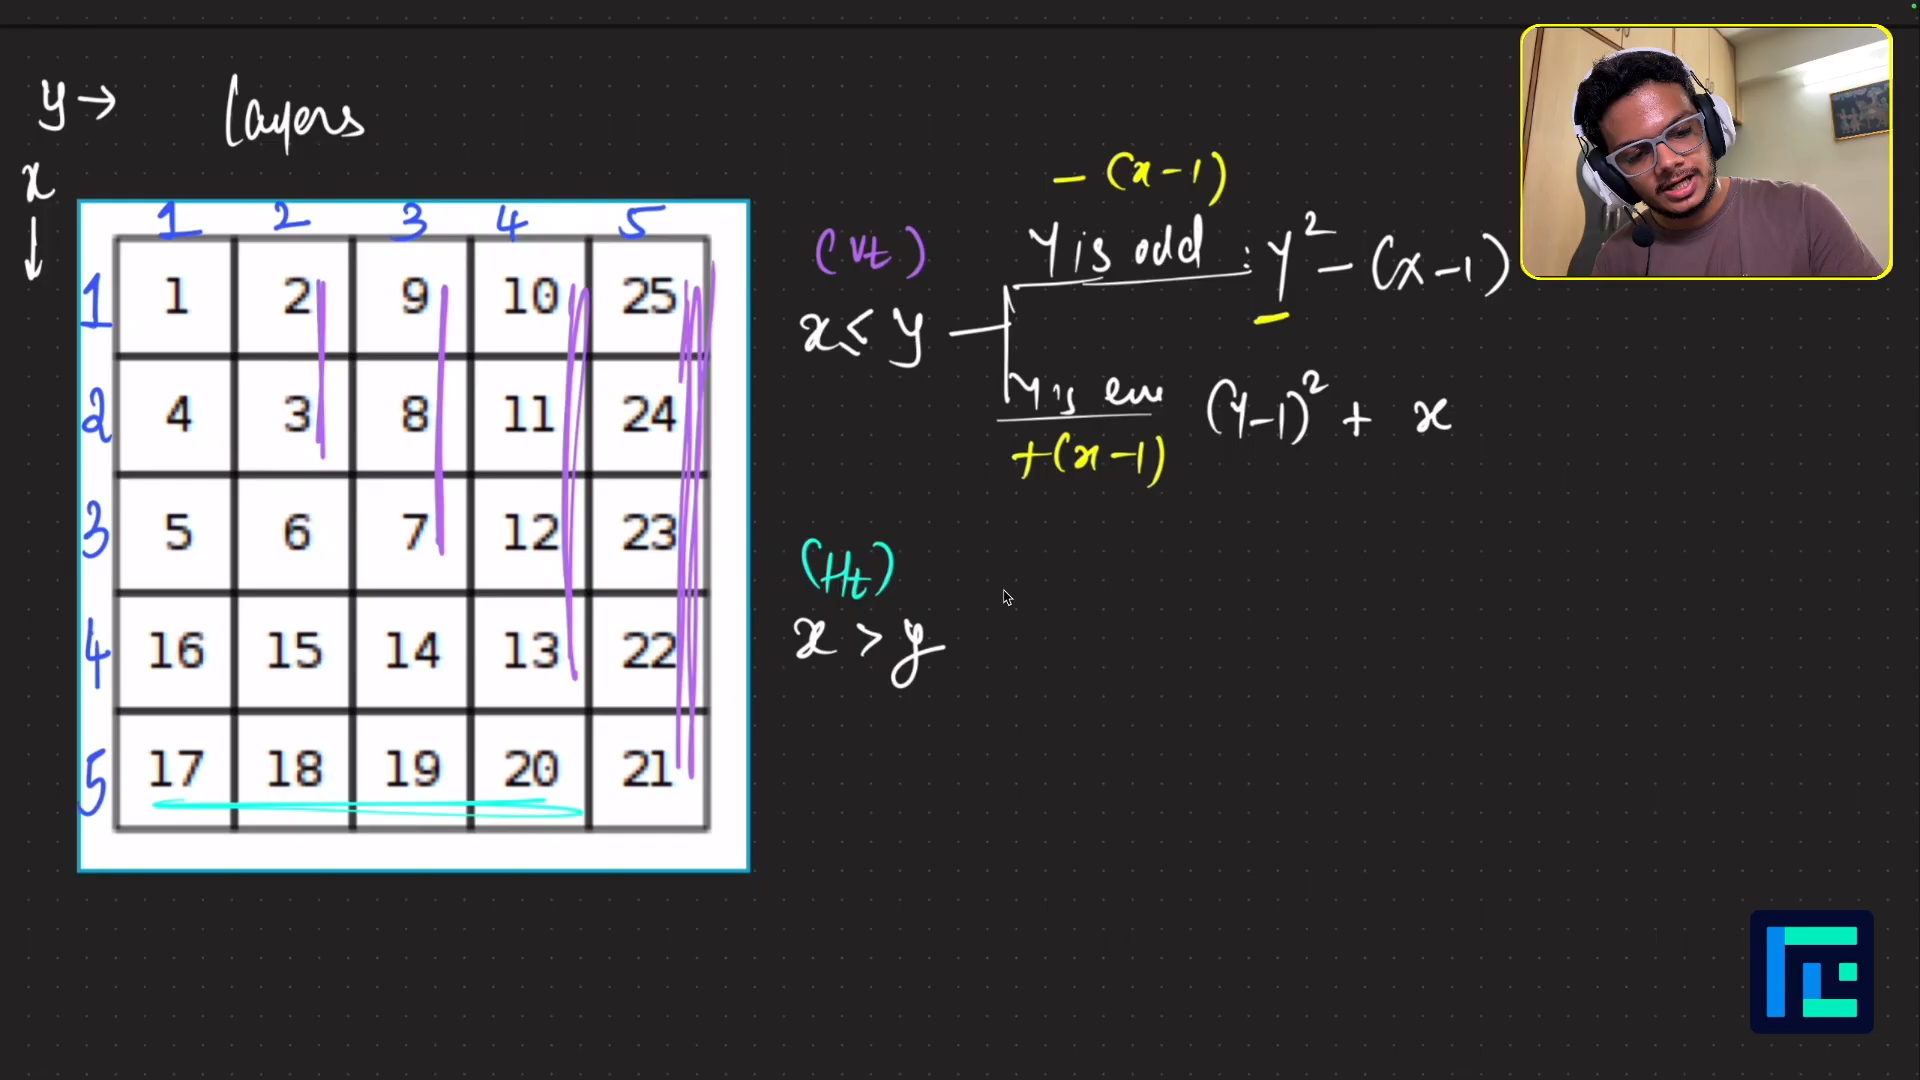 y → Layers
x
↓
1 2 3 4 5
1 1 2 9 10 25
2 4 3 8 11 24
3 5 6 7 12 23
4 16 15 14 13 22
5 17 18 19 20 21
- (x-1)
(Vt) Y is odd : y² - (x-1)
x ≤ y
Y is eve (Y-1)² + x
+(x-1)
(Ht)
x > y